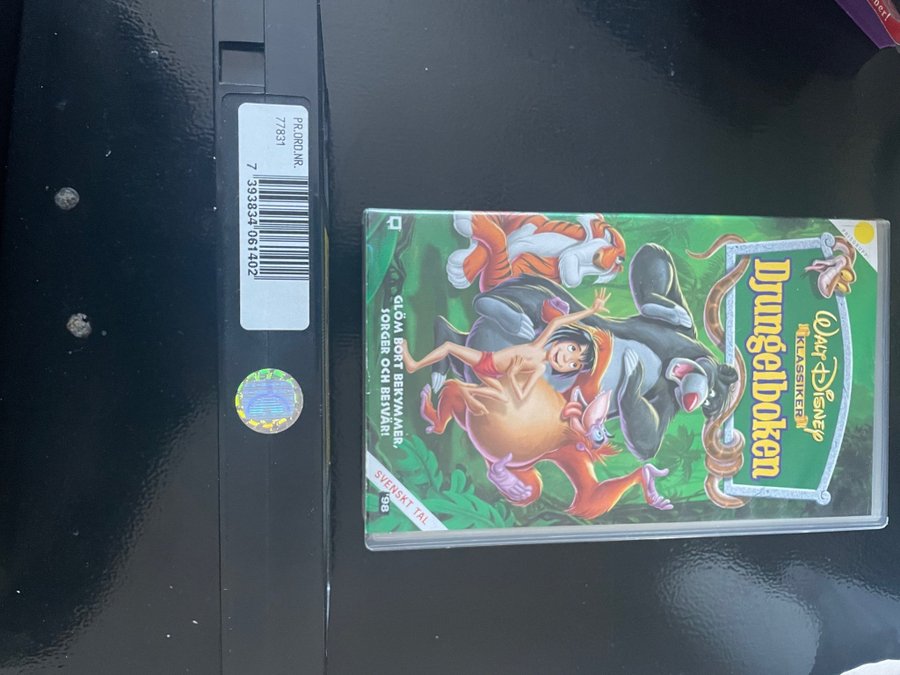 PR.ORD.NR.
77831
7 393834 061402
WALT DISNEY
KLASSIKER
Djungelboken
GLÖM BORT BEKYMMER,
SORGER OCH BESVÄR!
SVENSKT TAL
'98